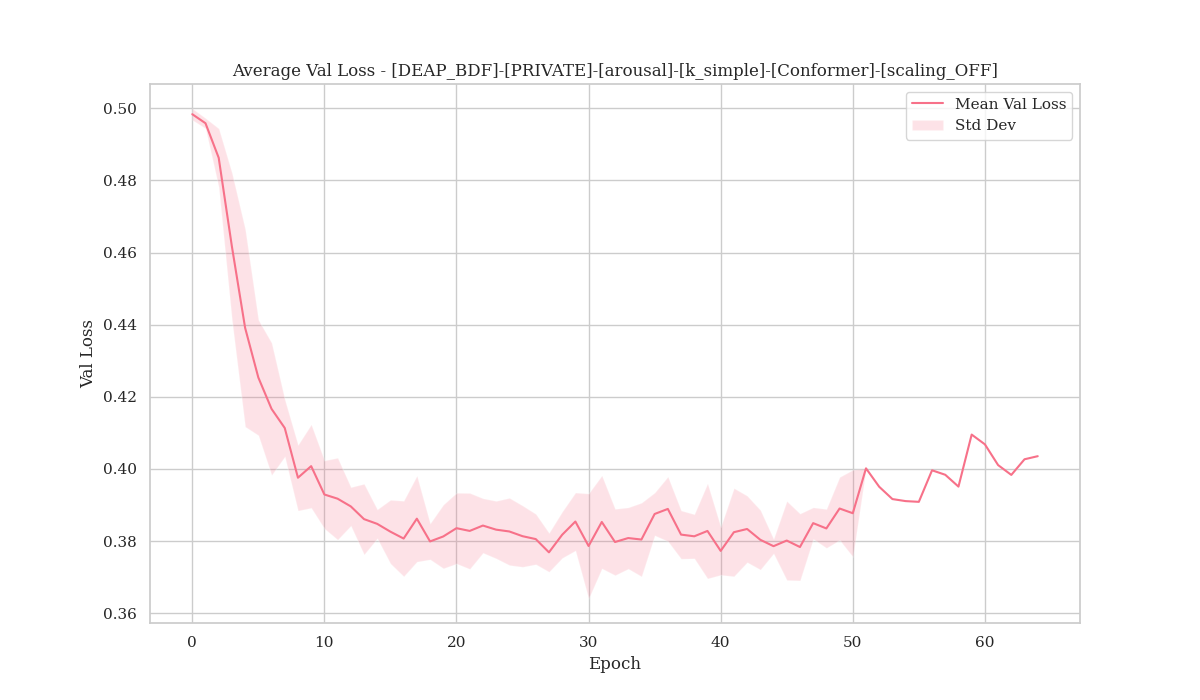 Average Val Loss - [DEAP_BDF]-[PRIVATE]-[arousal]-[k_simple]-[Conformer]-[scaling_OFF]
Mean Val Loss
Std Dev
Val Loss
0.50
0.48
0.46
0.44
0.42
0.40
0.38
0.36
0 10 20 30 40 50 60
Epoch